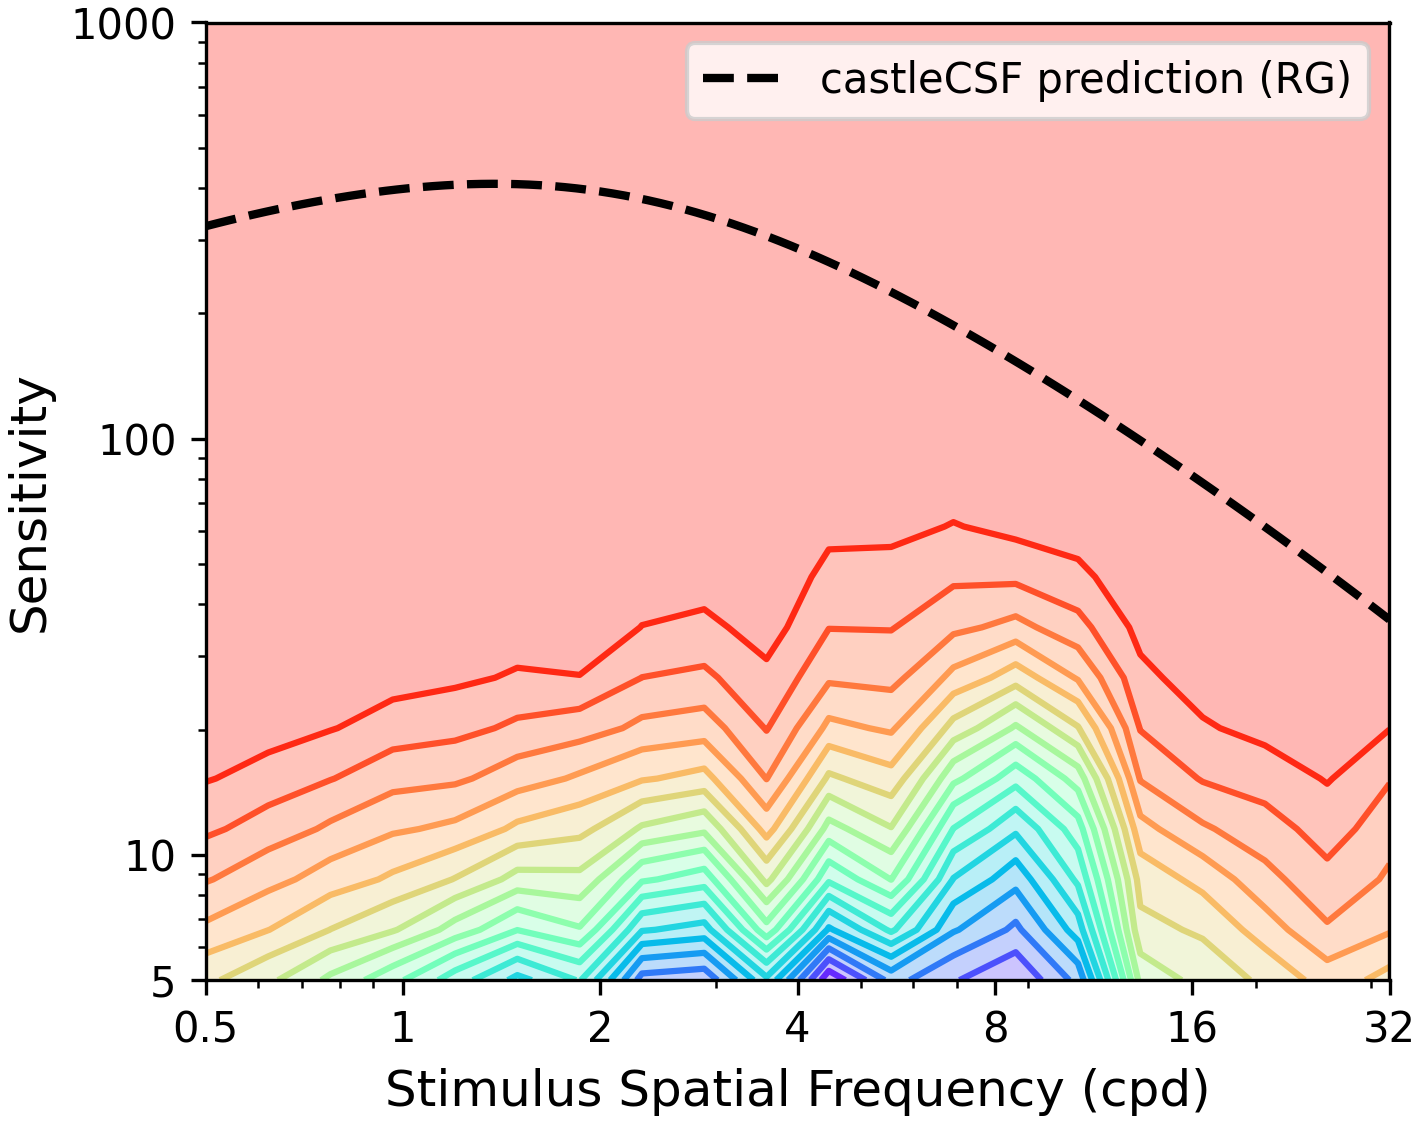 1000
castleCSF prediction (RG)
100
10
5
Sensitivity
0.5 1 2 4 8 16 32
Stimulus Spatial Frequency (cpd)